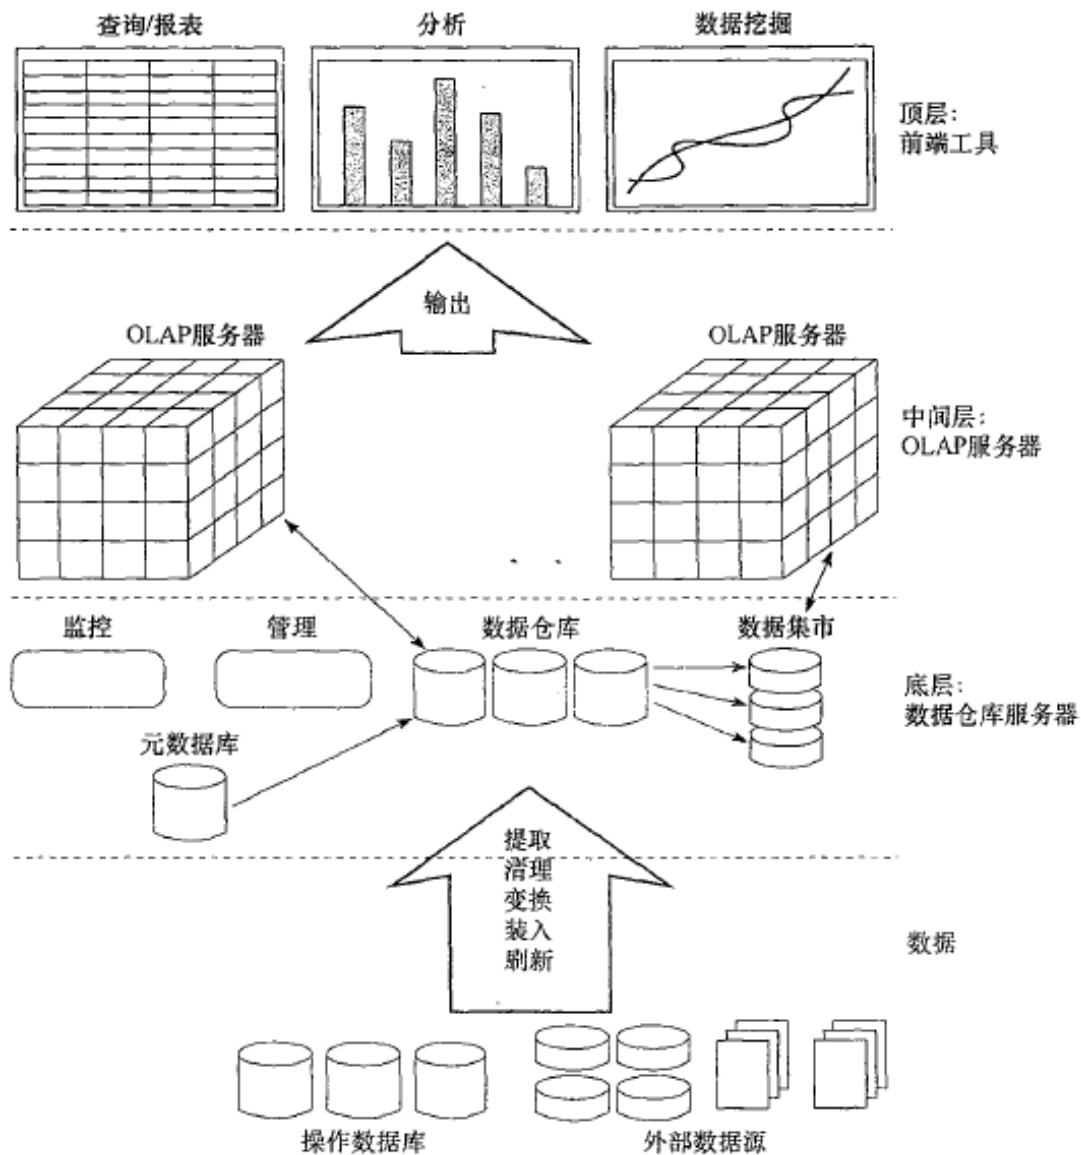 查询/报表
分析
数据挖掘
顶层：
前端工具
输出
OLAP服务器
OLAP服务器
中间层：
OLAP服务器
监控
管理
数据仓库
数据集市
底层：
数据仓库服务器
元数据库
提取
清理
变换
装入
刷新
数据
操作数据库
外部数据源